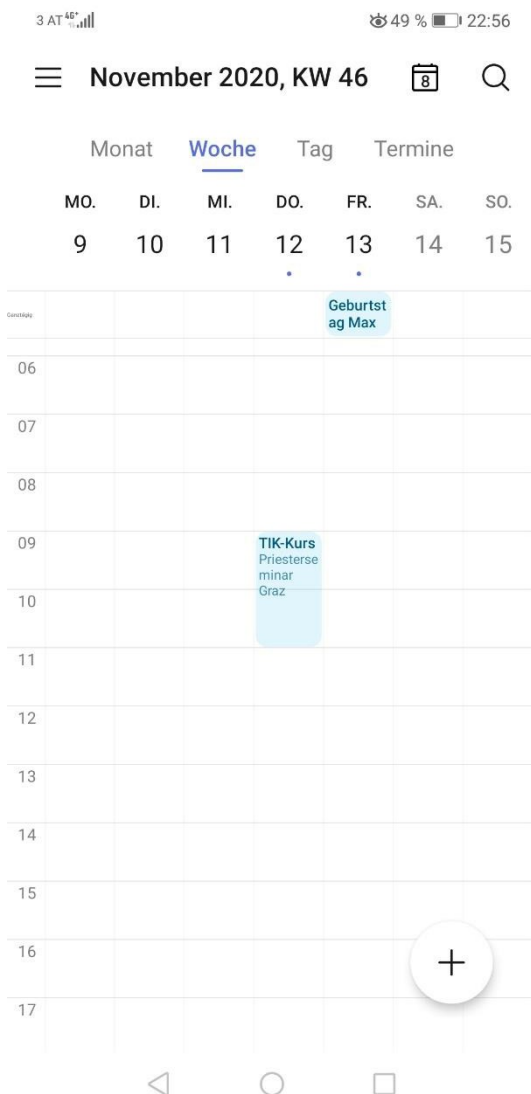 3 AT 4G+ 49 % 22:56
November 2020, KW 46 8
Monat Woche Tag Termine
MO. DI. MI. DO. FR. SA. SO.
9 10 11 12 13 14 15
Ganztägig
Geburtst
ag Max
06
07
08
09
TIK-Kurs
Priesterse
minar
Graz
10
11
12
13
14
15
16
17